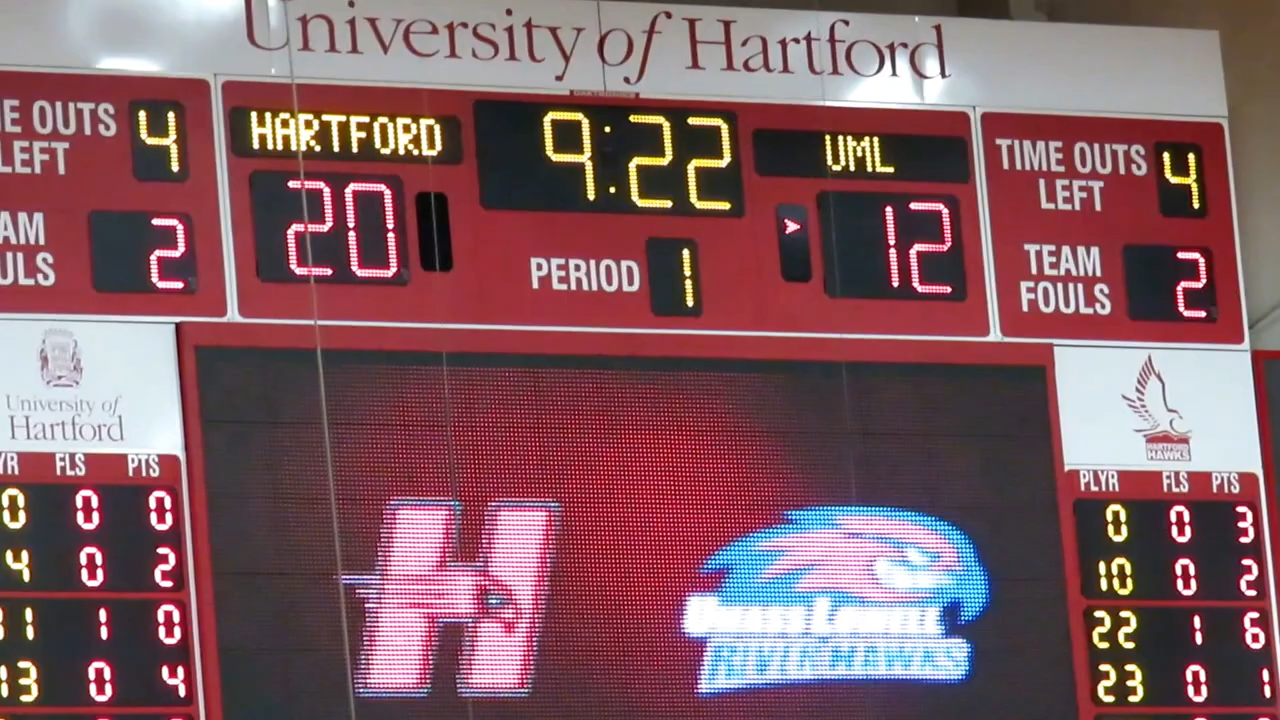 University of Hartford
E OUTS LEFT 4
HARTFORD
9:22
UML
TIME OUTS LEFT 4
AM ULS 2
20
PERIOD 1
12
TEAM FOULS 2
University of
Hartford
HARTFORD
HAWKS
YR FLS PTS
0 0 0
4 0 2
1 1 0
13 0 4
H
PLYR FLS PTS
0 0 3
10 0 2
22 1 6
23 0 1